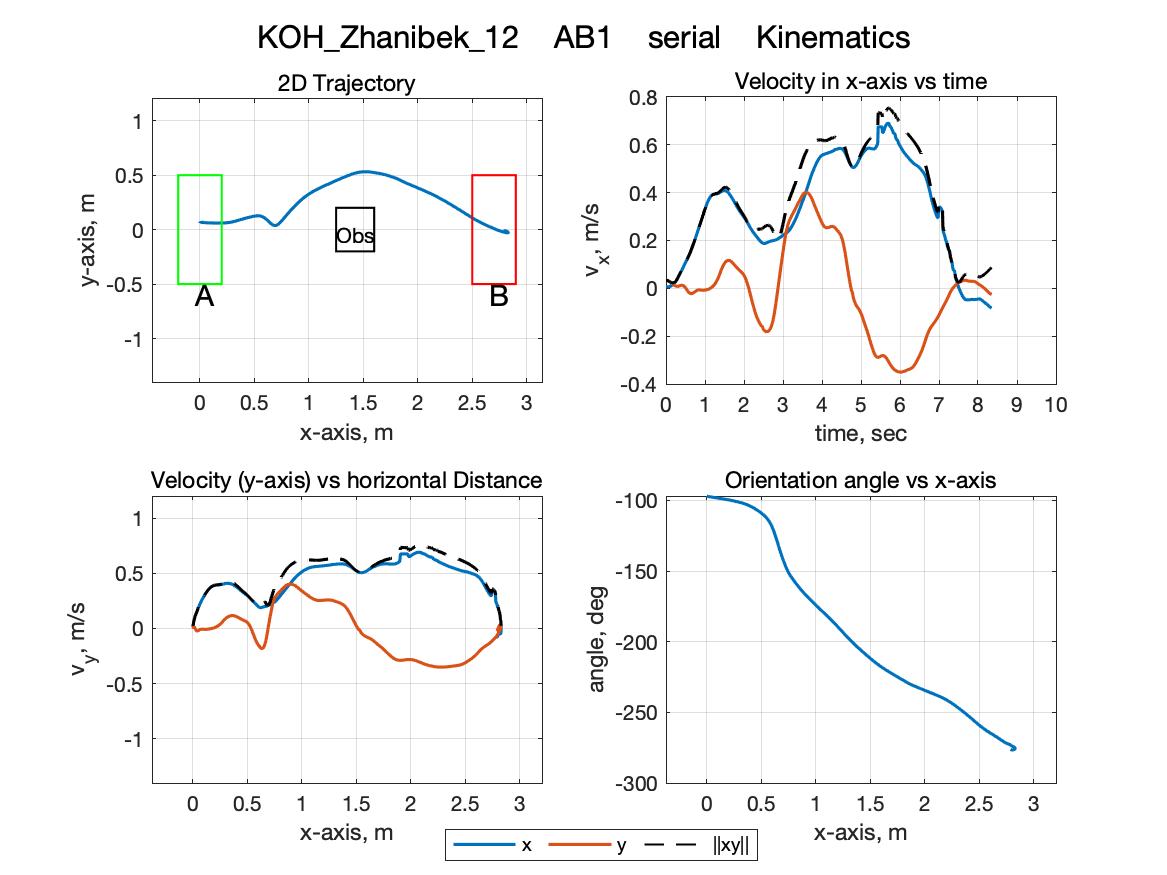 KOH_Zhanibek_12 AB1 serial Kinematics
2D Trajectory
1
0.5
0
-0.5
-1
y-axis, m
Obs
A
B
0 0.5 1 1.5 2 2.5 3
x-axis, m
Velocity in x-axis vs time
0.8
0.6
0.4
0.2
0
-0.2
-0.4
v_x, m/s
0 1 2 3 4 5 6 7 8 9 10
time, sec
Velocity (y-axis) vs horizontal Distance
1
0.5
0
-0.5
-1
v_y, m/s
0 0.5 1 1.5 2 2.5 3
x-axis, m
Orientation angle vs x-axis
-100
-150
-200
-250
-300
angle, deg
0 0.5 1 1.5 2 2.5 3
x-axis, m
x y ||xy||